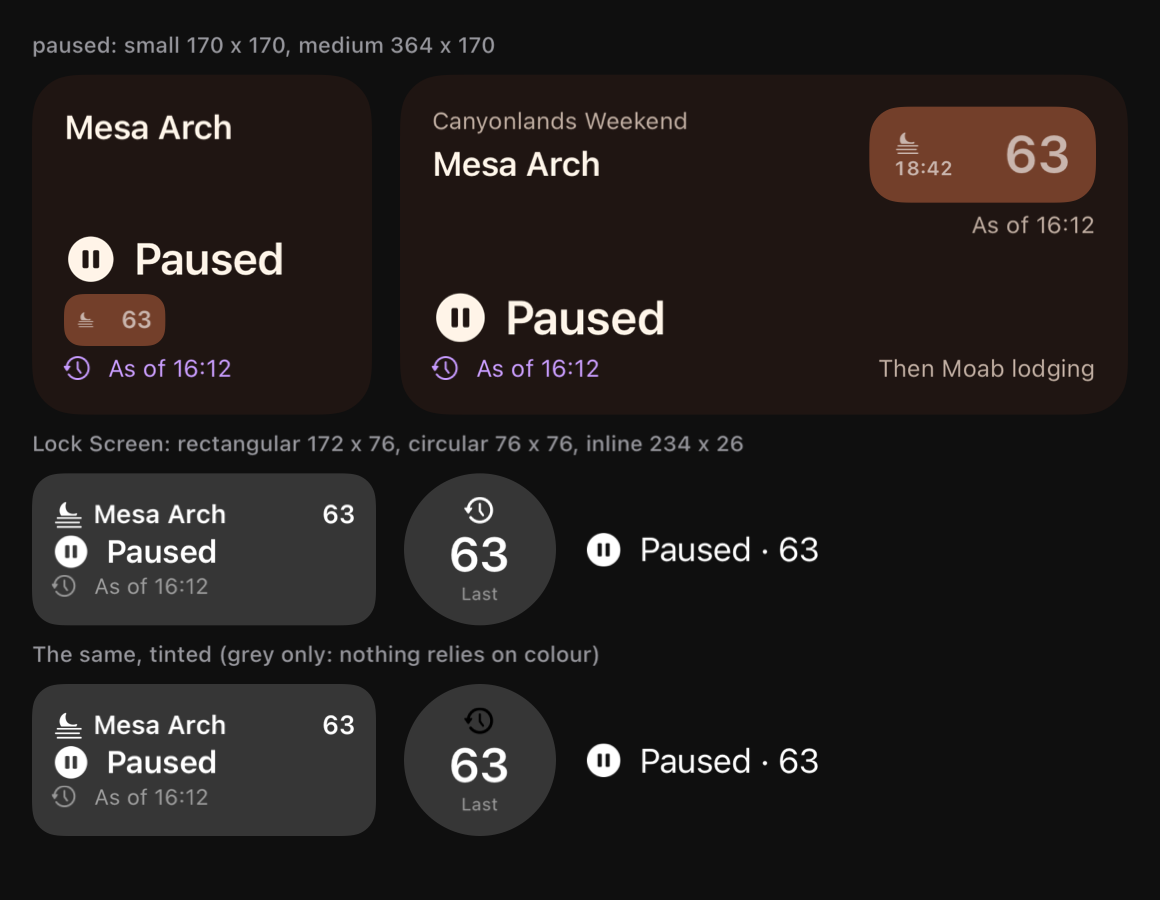 paused: small 170 x 170, medium 364 x 170
Mesa Arch
Paused
63
As of 16:12
Canyonlands Weekend
Mesa Arch
18:42
63
As of 16:12
Paused
As of 16:12
Then Moab lodging
Lock Screen: rectangular 172 x 76, circular 76 x 76, inline 234 x 26
Mesa Arch 63
Paused
As of 16:12
63
Last
Paused · 63
The same, tinted (grey only: nothing relies on colour)
Mesa Arch 63
Paused
As of 16:12
63
Last
Paused · 63